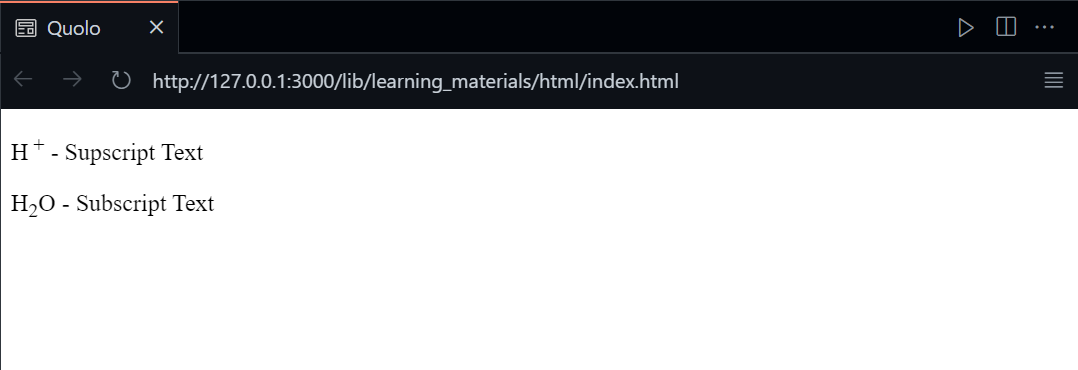 Quolo
http://127.0.0.1:3000/lib/learning_materials/html/index.html
H⁺ - Supscript Text
H₂O - Subscript Text